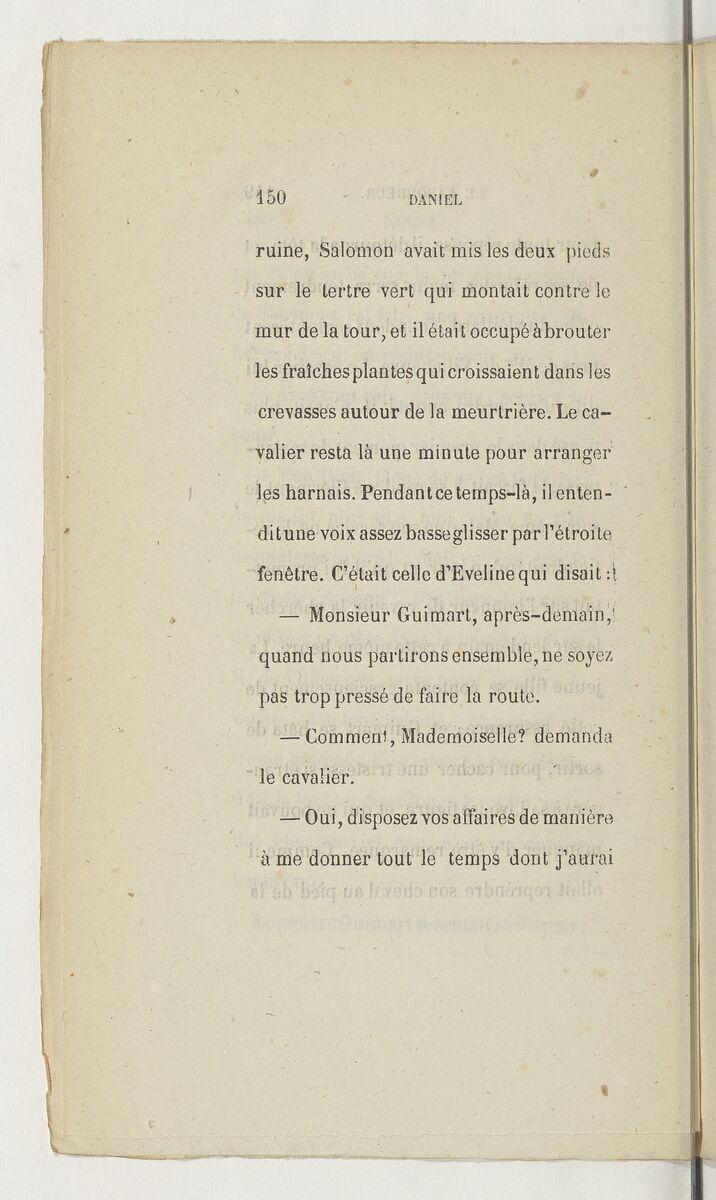 150 DANIEL
ruine, Salomon avait mis les deux pieds
sur le tertre vert qui montait contre le
mur de la tour, et il était occupé à brouter
les fraîches plantes qui croissaient dans les
crevasses autour de la meurtrière. Le ca-
valier resta là une minute pour arranger
les harnais. Pendant ce temps-là, il enten-
dit une voix assez basse glisser par l'étroite
fenêtre. C'était celle d'Eveline qui disait :
— Monsieur Guimart, après-demain,
quand nous partirons ensemble, ne soyez
pas trop pressé de faire la route.
— Comment, Mademoiselle? demanda
le cavalier.
— Oui, disposez vos affaires de manière
à me donner tout le temps dont j'aurai